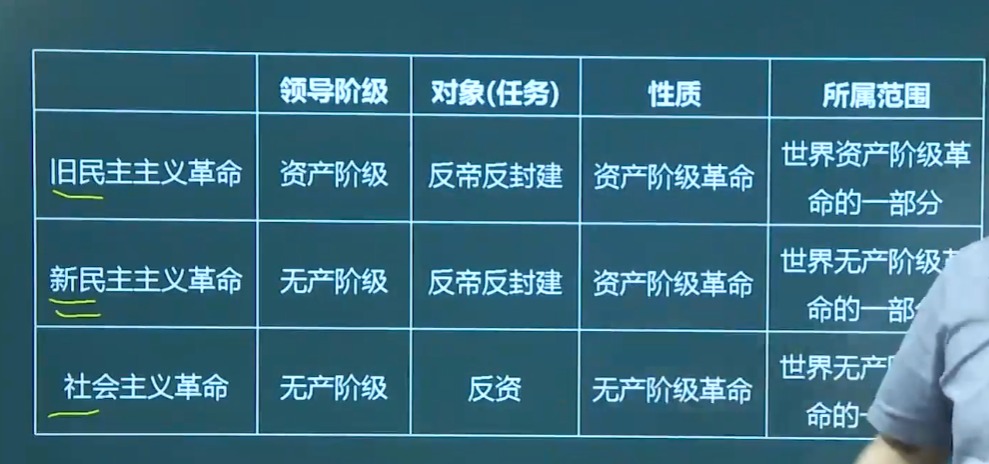 领导阶级 对象(任务) 性质 所属范围
旧民主主义革命 资产阶级 反帝反封建 资产阶级革命 世界资产阶级革
命的一部分
新民主主义革命 无产阶级 反帝反封建 资产阶级革命 世界无产阶级革
命的一部
社会主义革命 无产阶级 反资 无产阶级革命 世界无产
命的一